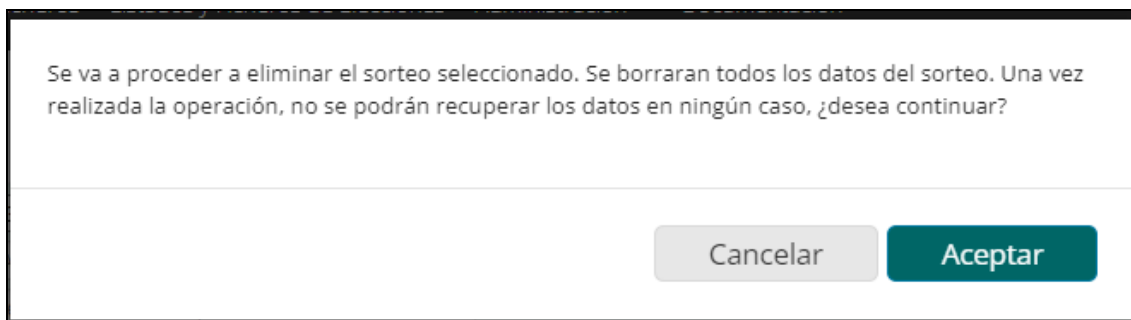 Se va a proceder a eliminar el sorteo seleccionado. Se borraran todos los datos del sorteo. Una vez
realizada la operación, no se podrán recuperar los datos en ningún caso, ¿desea continuar?
Cancelar Aceptar